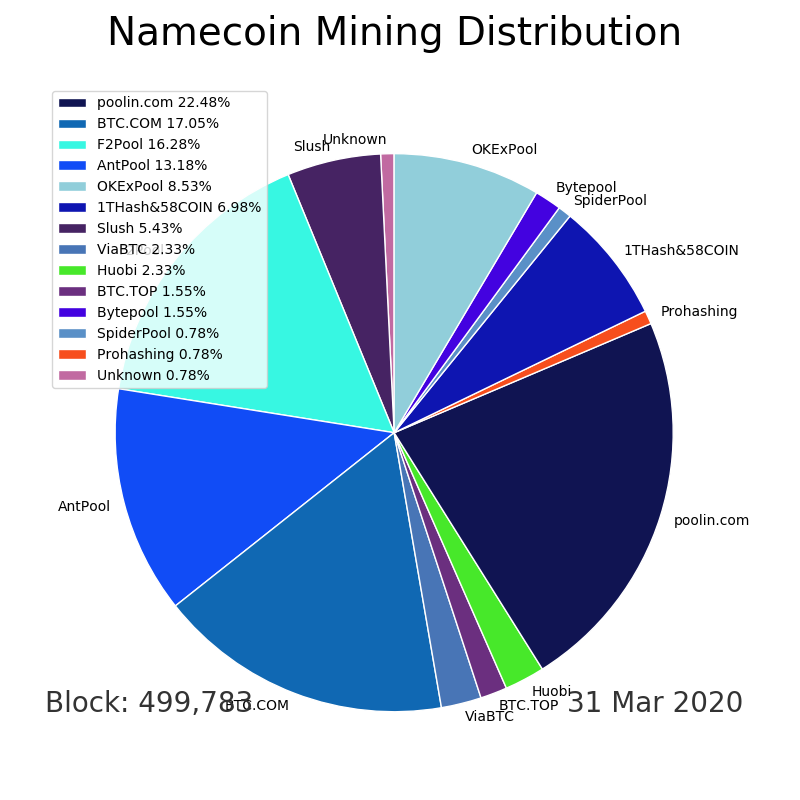 Namecoin Mining Distribution
poolin.com 22.48%
BTC.COM 17.05%
F2Pool 16.28%
AntPool 13.18%
OKExPool 8.53%
1THash&58COIN 6.98%
Slush 5.43%
ViaBTC 2.33%
Huobi 2.33%
BTC.TOP 1.55%
Bytepool 1.55%
SpiderPool 0.78%
Prohashing 0.78%
Unknown 0.78%
Unknown
Slush
OKExPool
Bytepool
SpiderPool
1THash&58COIN
Prohashing
poolin.com
AntPool
Huobi
BTC.TOP
ViaBTC
BTC.COM
Block: 499,783
31 Mar 2020